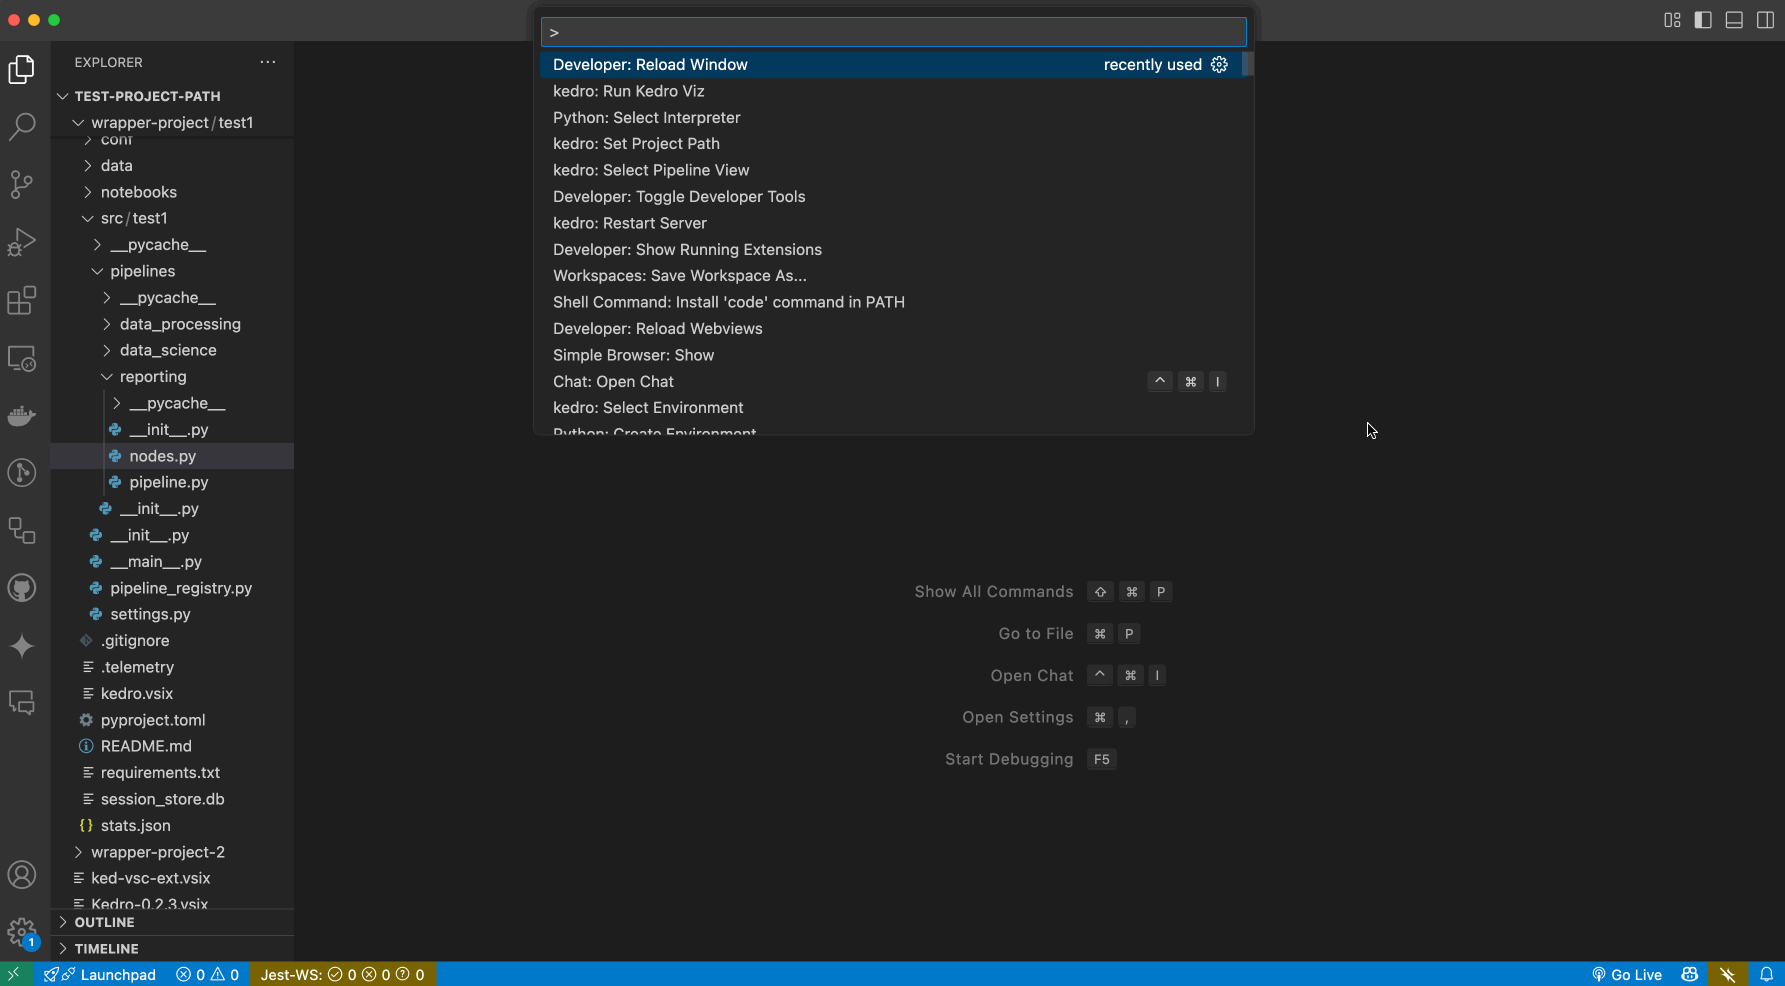 >
Developer: Reload Window recently used
kedro: Run Kedro Viz
Python: Select Interpreter
kedro: Set Project Path
kedro: Select Pipeline View
Developer: Toggle Developer Tools
kedro: Restart Server
Developer: Show Running Extensions
Workspaces: Save Workspace As...
Shell Command: Install 'code' command in PATH
Developer: Reload Webviews
Simple Browser: Show
Chat: Open Chat ^ ⌘ I
kedro: Select Environment
Python: Create Environment
EXPLORER ...
TEST-PROJECT-PATH
wrapper-project / test1
conf
data
notebooks
src / test1
__pycache__
pipelines
__pycache__
data_processing
data_science
reporting
__pycache__
__init__.py
nodes.py
pipeline.py
__init__.py
__init__.py
__main__.py
pipeline_registry.py
settings.py
.gitignore
.telemetry
kedro.vsix
pyproject.toml
README.md
requirements.txt
session_store.db
{} stats.json
wrapper-project-2
ked-vsc-ext.vsix
Kedro-0.2.3.vsix
OUTLINE
TIMELINE
1
Show All Commands ⇧ ⌘ P
Go to File ⌘ P
Open Chat ^ ⌘ I
Open Settings ⌘ ,
Start Debugging F5
Launchpad 0 0 Jest-WS: 0 0 0 Go Live